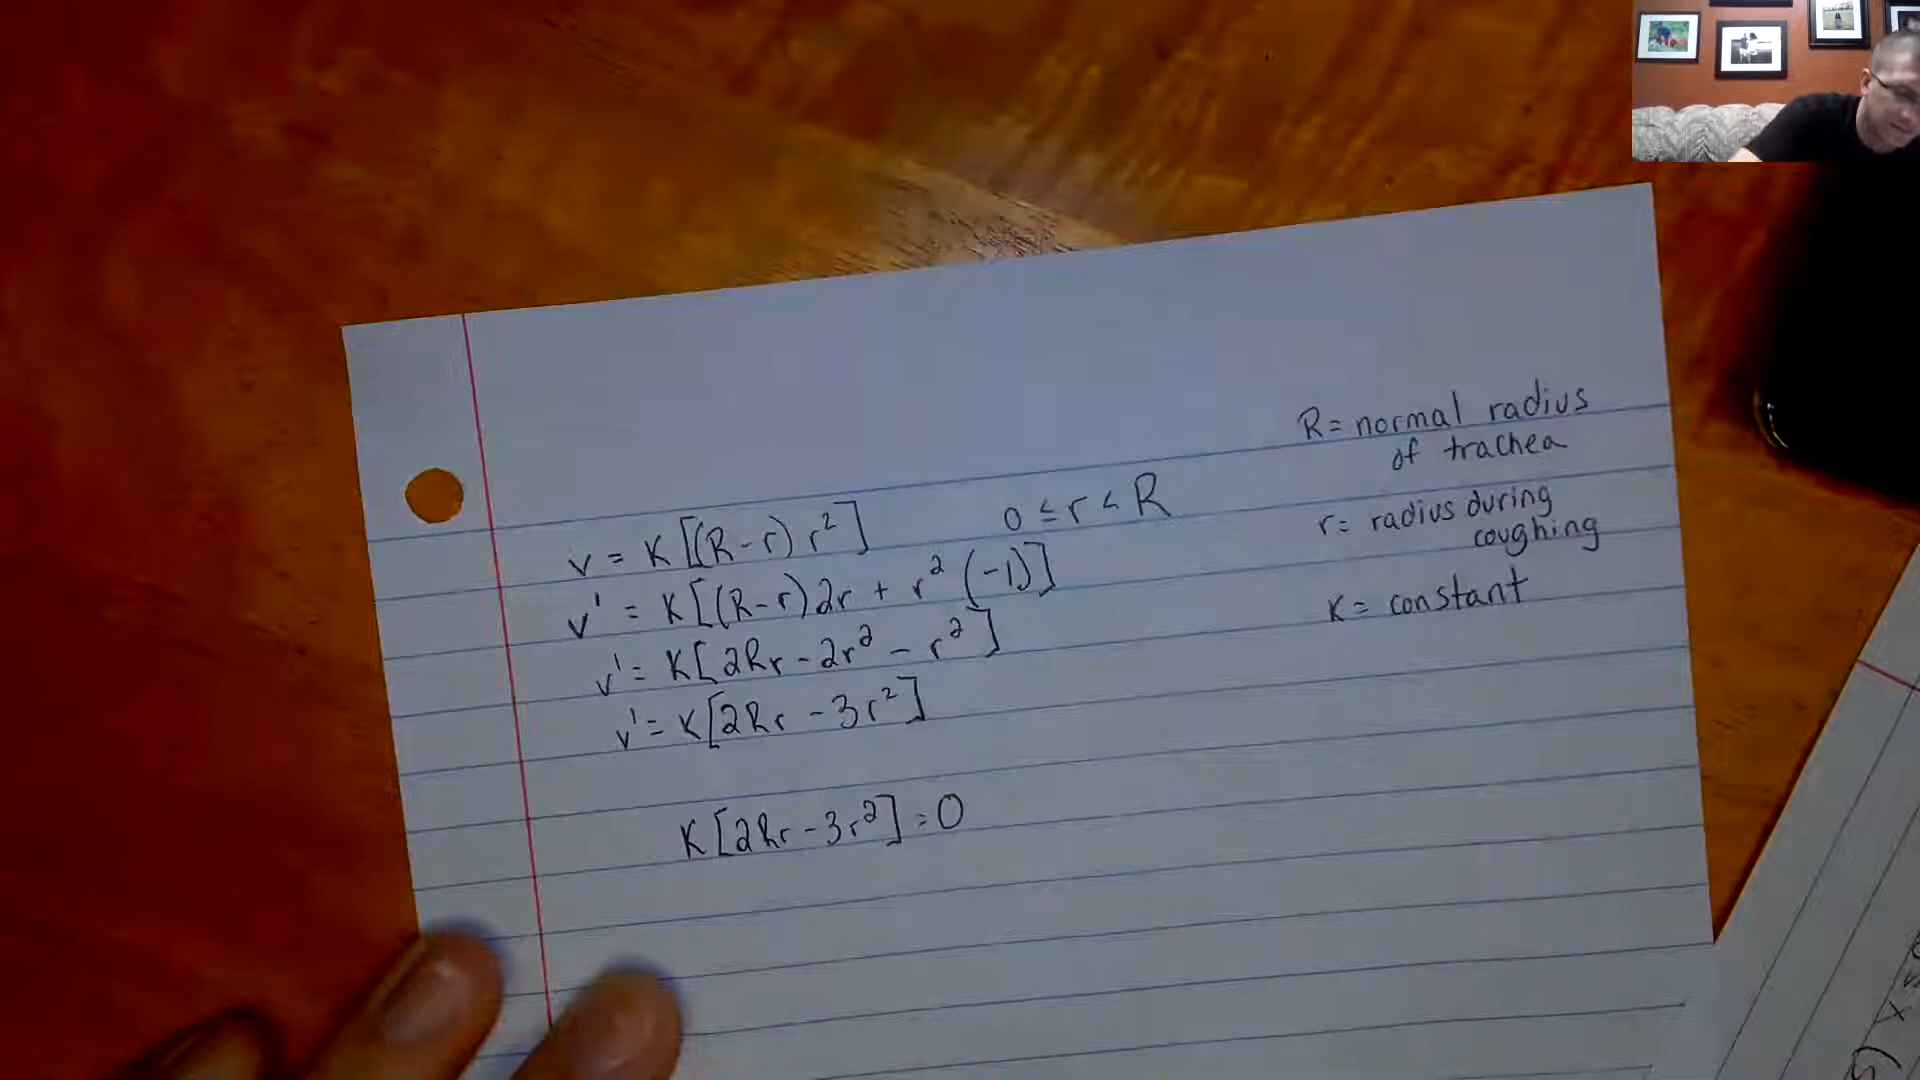 R = normal radius
of trachea
v = K[(R-r) r²] 0 ≤ r < R
r = radius during
coughing
v' = K[(R-r)2r + r²(-1)]
K = constant
v' = K[2Rr - 2r² - r²]
v' = K[2Rr - 3r²]
K[2Rr - 3r²] = 0